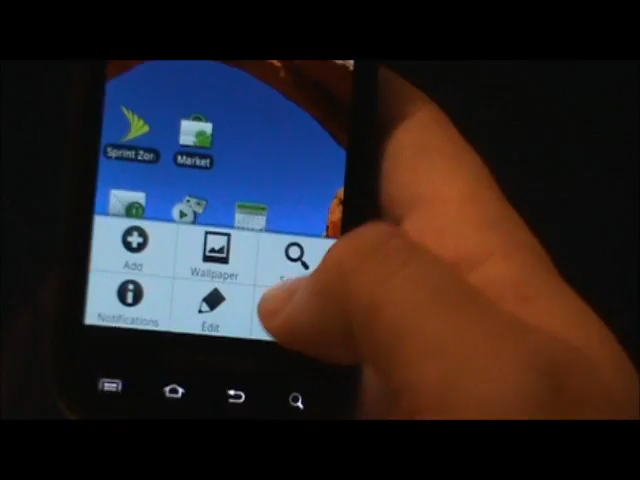 Sprint Zon
Market
Add
Wallpaper
Notifications
Edit